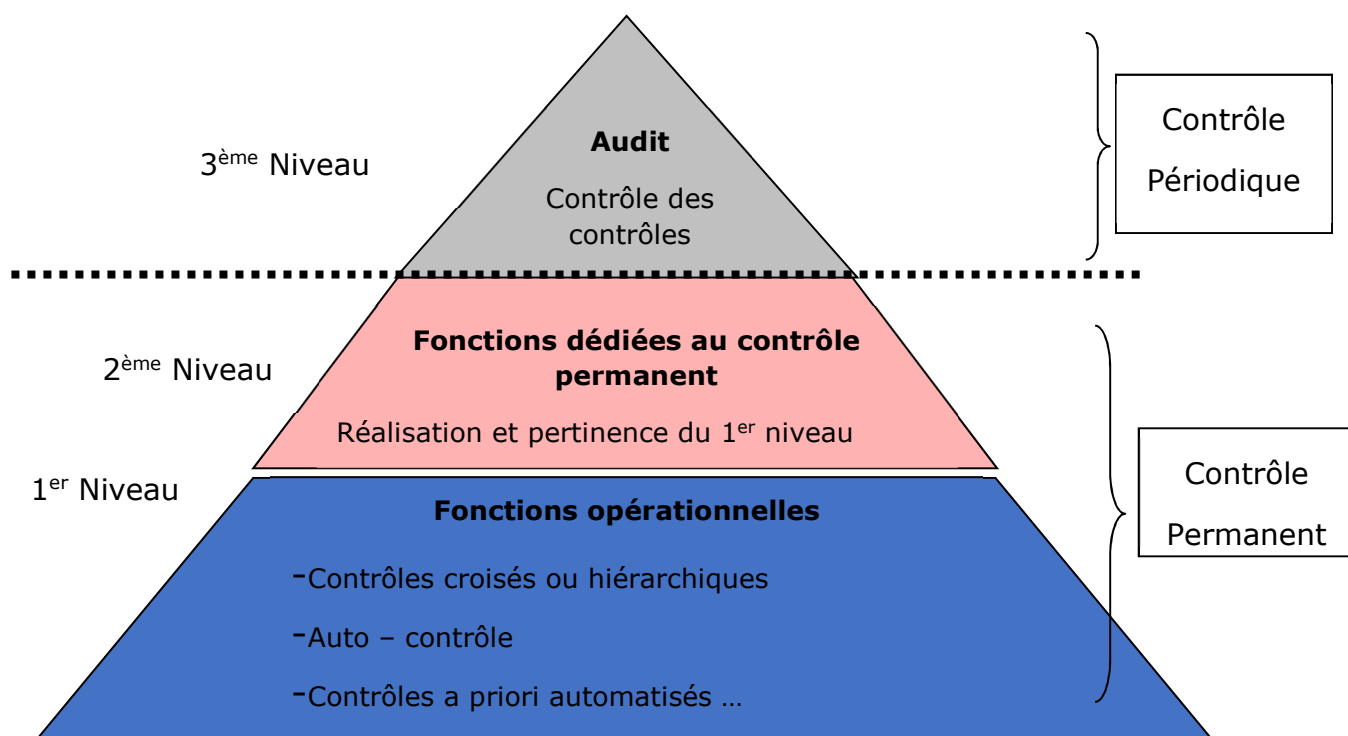 Audit
Contrôle des
contrôles
3ème Niveau
Contrôle
Périodique
Fonctions dédiées au contrôle
permanent
Réalisation et pertinence du 1er niveau
2ème Niveau
1er Niveau
Fonctions opérationnelles
-Contrôles croisés ou hiérarchiques
-Auto – contrôle
-Contrôles a priori automatisés …
Contrôle
Permanent